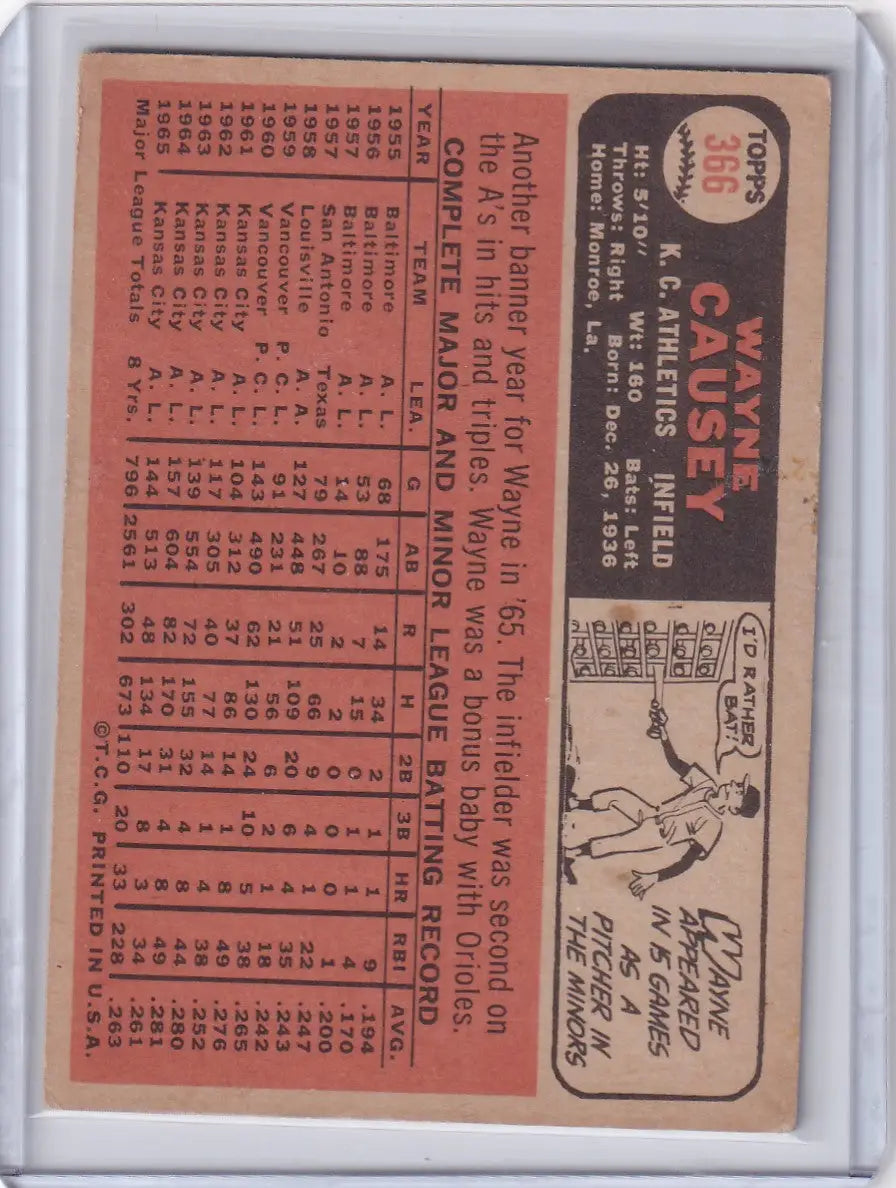 TOPPS
366
WAYNE
CAUSEY
K. C. ATHLETICS INFIELD
Ht: 5'10" Wt: 160 Bats: Left
Throws: Right Born: Dec. 26, 1936
Home: Monroe, La.
I'D RATHER
BAT!
WAYNE
APPEARED
IN 15 GAMES
AS A
PITCHER IN
THE MINORS
Another banner year for Wayne in '65. The infielder was second on
the A's in hits and triples. Wayne was a bonus baby with Orioles.
COMPLETE MAJOR AND MINOR LEAGUE BATTING RECORD
YEAR TEAM LEA. G AB R H 2B 3B HR RBI AVG.
1955 Baltimore A. L. 68 175 14 34 2 1 1 9 .194
1956 Baltimore A. L. 53 88 7 15 0 1 1 4 .170
1957 Baltimore A. L. 14 10 2 2 0 0 0 1 .200
1957 San Antonio Texas 79 267 25 66 9 4 1 22 .247
1958 Louisville A. A. 127 448 51 109 20 6 4 35 .243
1959 Vancouver P. C. L. 91 231 21 56 6 2 1 18 .242
1960 Vancouver P. C. L. 143 490 62 130 24 10 5 38 .265
1961 Kansas City A. L. 104 312 37 86 14 1 8 49 .276
1962 Kansas City A. L. 117 305 40 77 14 1 4 38 .252
1963 Kansas City A. L. 139 554 72 155 32 4 8 44 .280
1964 Kansas City A. L. 157 604 82 170 31 4 8 49 .281
1965 Kansas City A. L. 144 513 48 134 17 8 3 34 .261
Major League Totals 8 Yrs. 796 2561 302 673 110 20 33 228 .263
©T.C.G. PRINTED IN U.S.A.